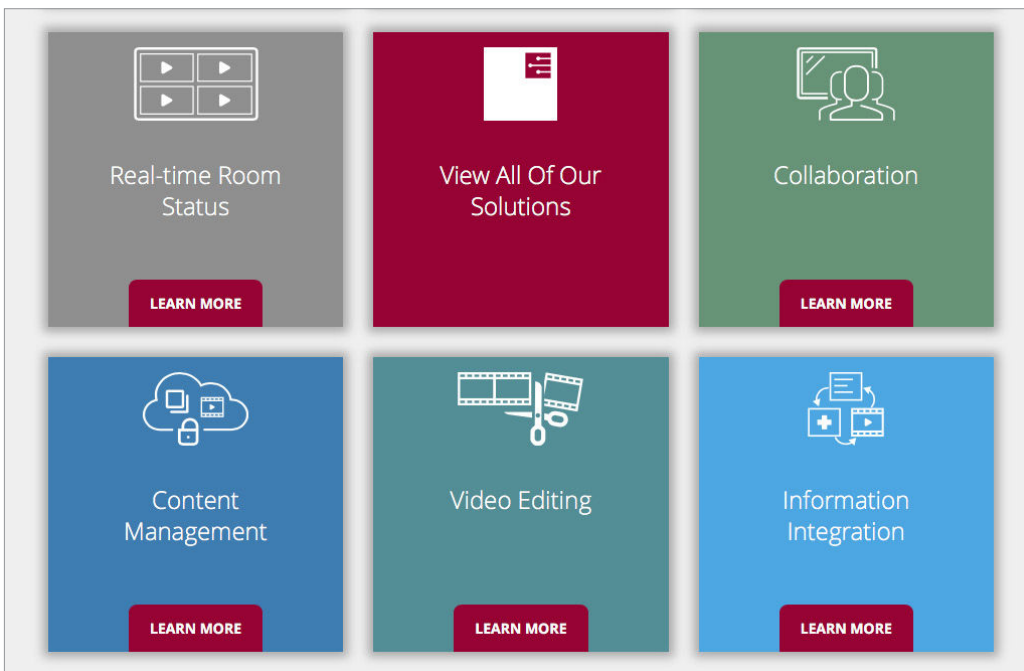 Real-time Room
Status
LEARN MORE
View All Of Our
Solutions
Collaboration
LEARN MORE
Content
Management
LEARN MORE
Video Editing
LEARN MORE
Information
Integration
LEARN MORE